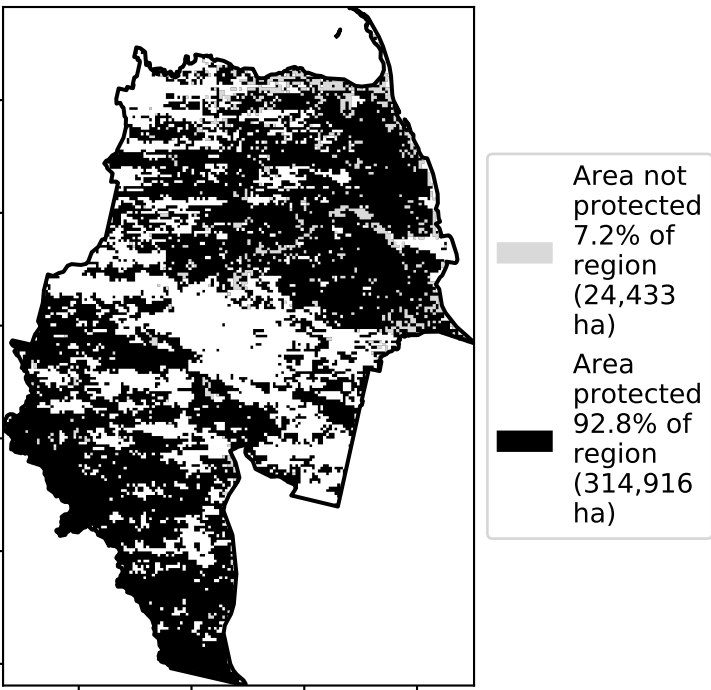 Area not
protected
7.2% of
region
(24,433
ha)
Area
protected
92.8% of
region
(314,916
ha)